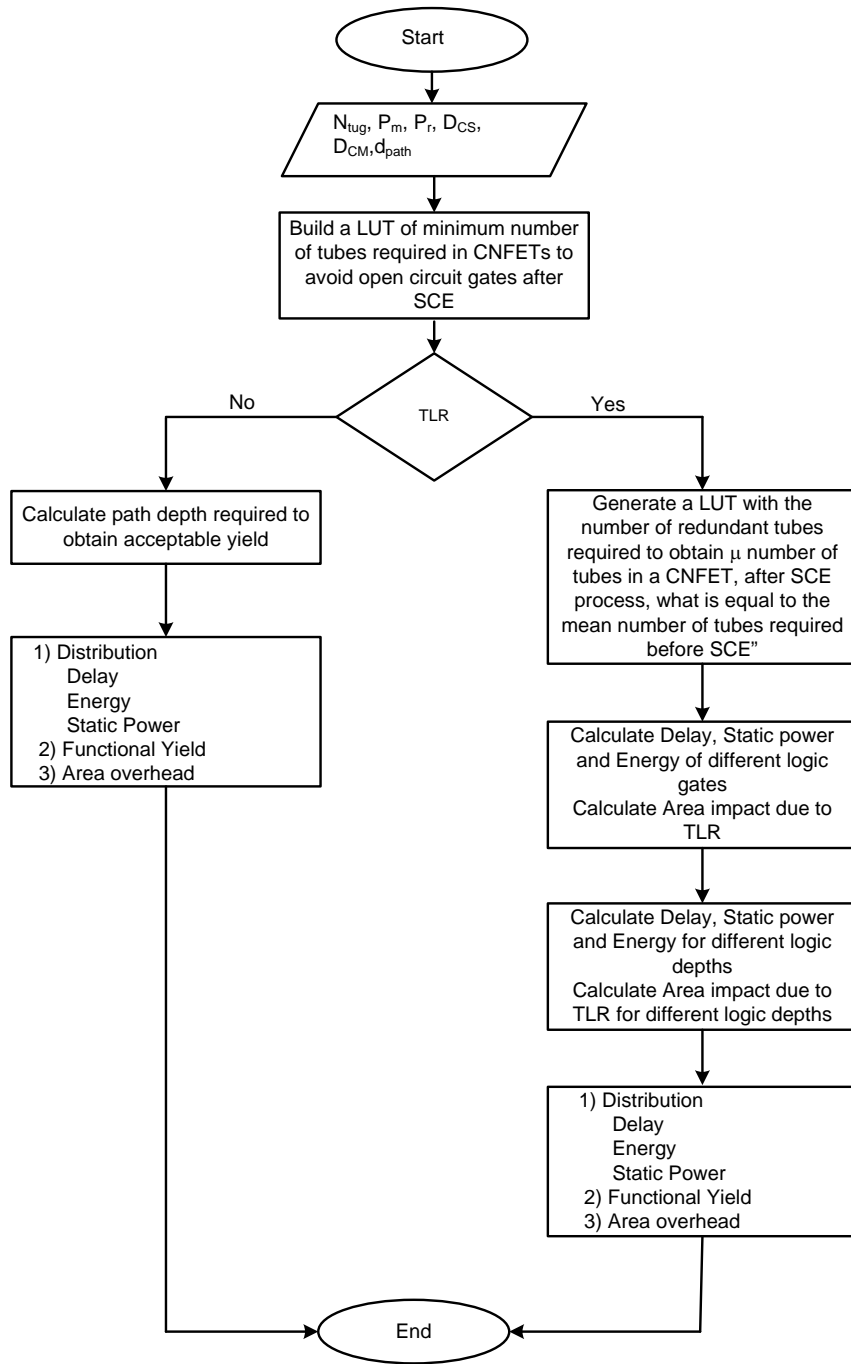 Start
N_tug, P_m, P_r, D_CS,
D_CM,d_path
Build a LUT of minimum number
of tubes required in CNFETs to
avoid open circuit gates after
SCE
No
TLR
Yes
Calculate path depth required to
obtain acceptable yield
1) Distribution
Delay
Energy
Static Power
2) Functional Yield
3) Area overhead
Generate a LUT with the
number of redundant tubes
required to obtain μ number of
tubes in a CNFET, after SCE
process, what is equal to the
mean number of tubes required
before SCE”
Calculate Delay, Static power
and Energy of different logic
gates
Calculate Area impact due to
TLR
Calculate Delay, Static power
and Energy for different logic
depths
Calculate Area impact due to
TLR for different logic depths
1) Distribution
Delay
Energy
Static Power
2) Functional Yield
3) Area overhead
End